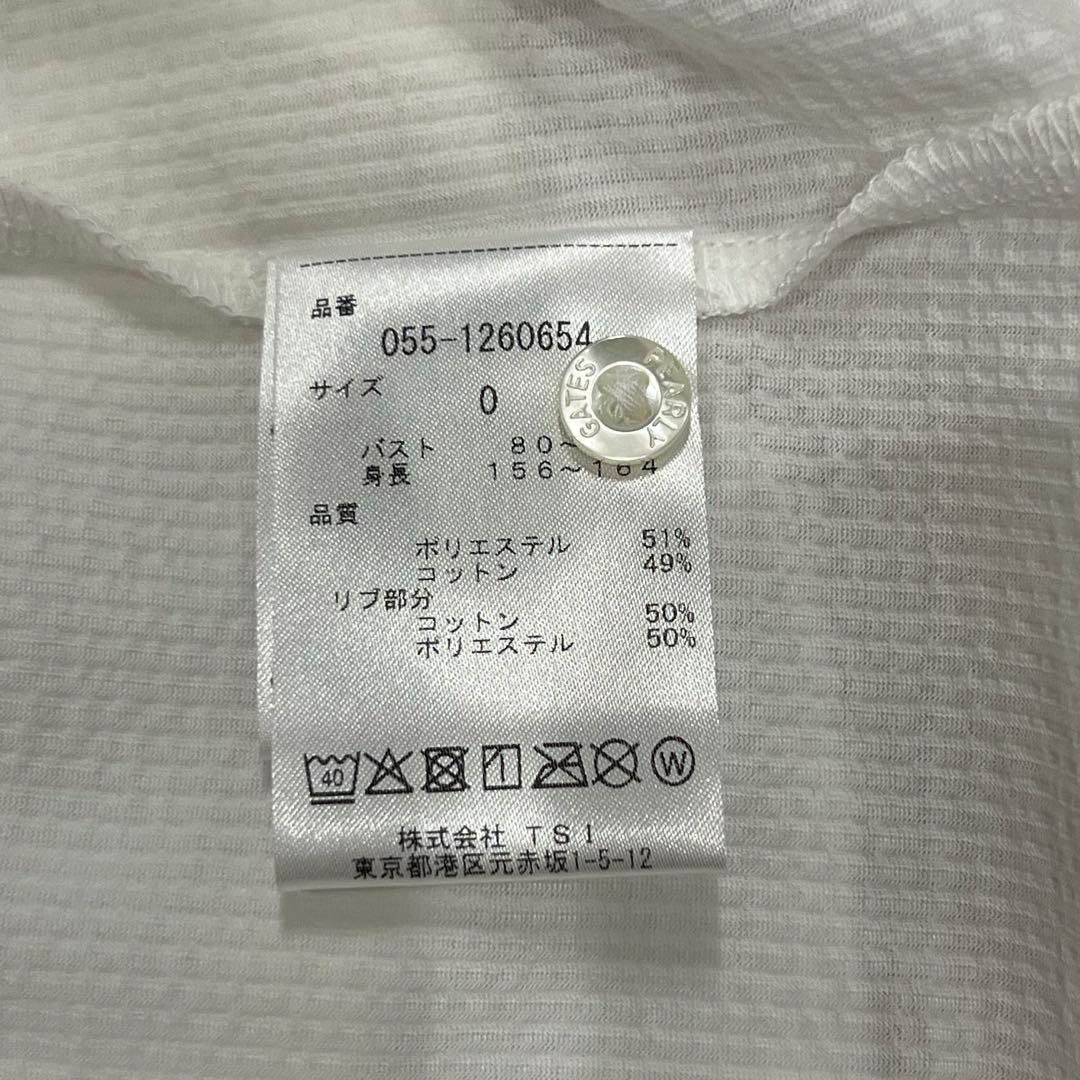 品番
055-1260654
サイズ 0
バスト 80~
身長 156~164
品質
ポリエステル 51%
コットン 49%
リブ部分
コットン 50%
ポリエステル 50%
40 W
株式会社 TSI
東京都港区元赤坂1-5-12
PEARLY GATES